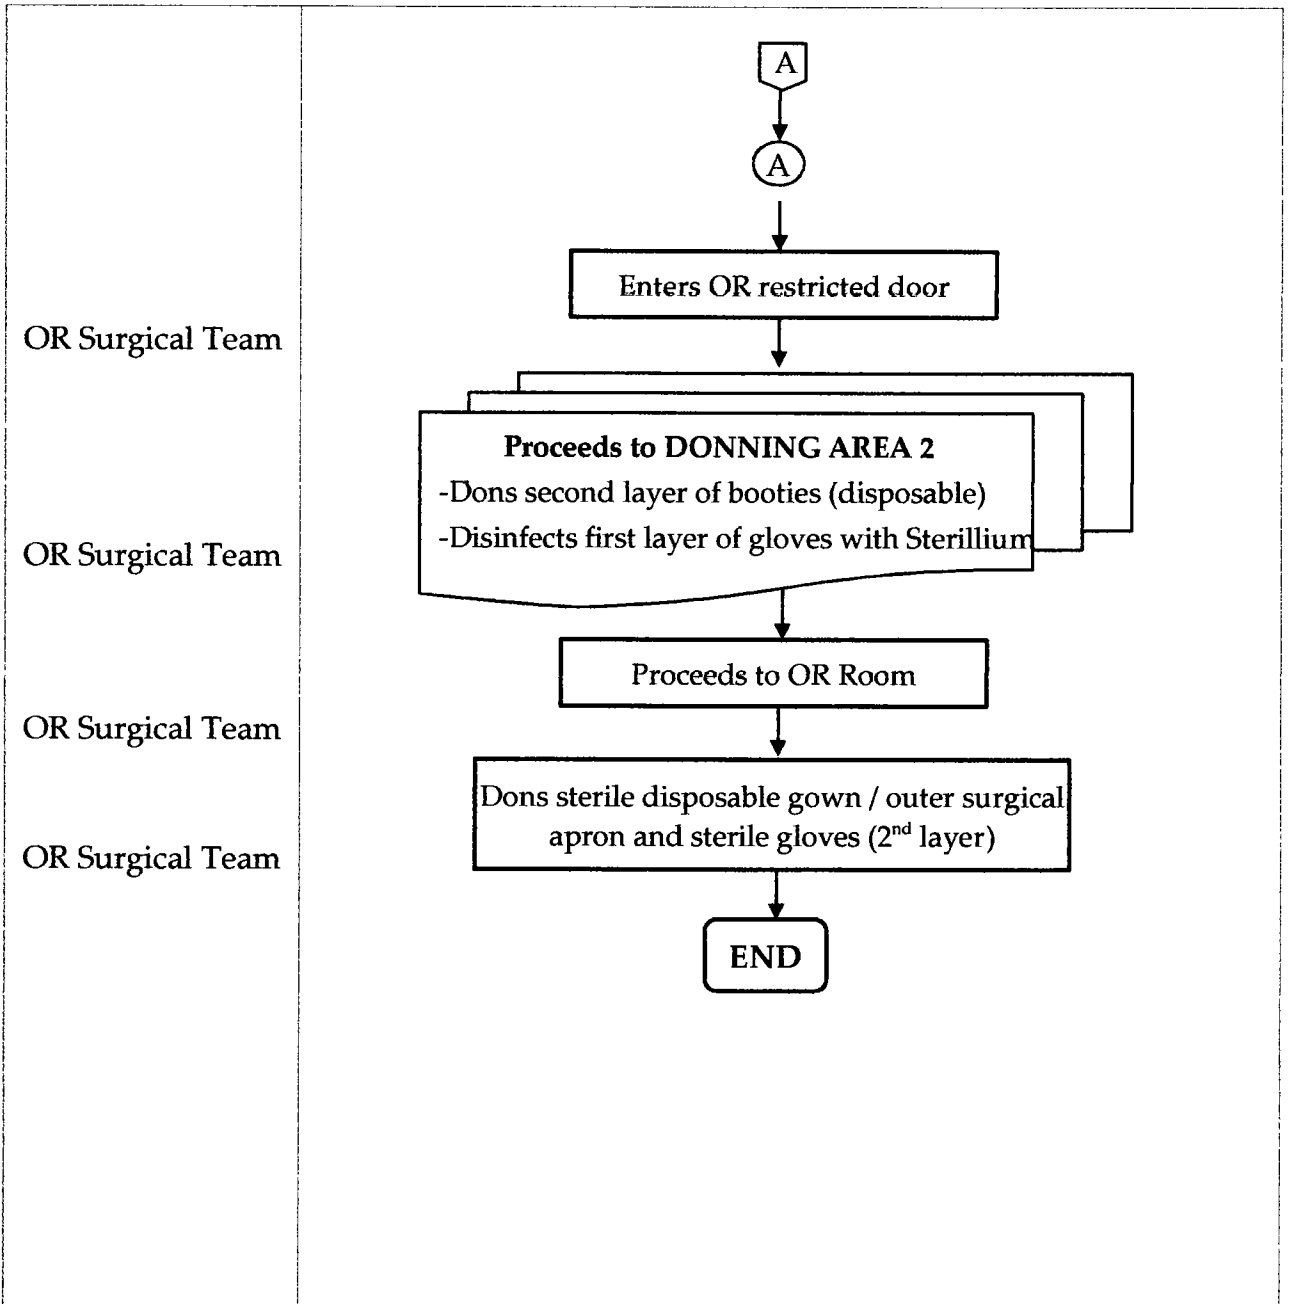 A
A
Enters OR restricted door
OR Surgical Team
Proceeds to DONNING AREA 2
-Dons second layer of booties (disposable)
-Disinfects first layer of gloves with Sterillium
OR Surgical Team
Proceeds to OR Room
OR Surgical Team
Dons sterile disposable gown / outer surgical
apron and sterile gloves (2nd layer)
OR Surgical Team
END